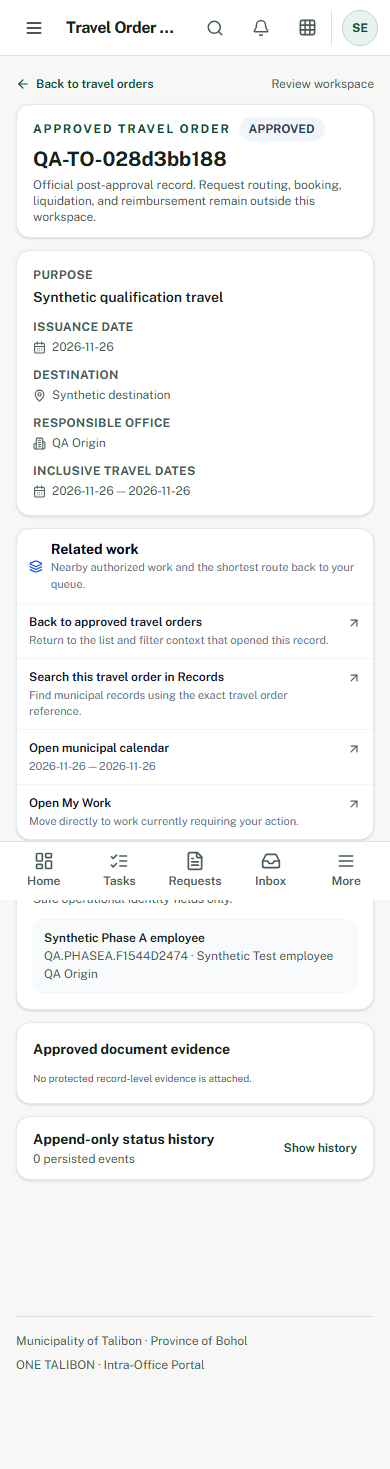 Travel Order ...
SE
Back to travel orders
Review workspace
APPROVED TRAVEL ORDER
APPROVED
QA-TO-028d3bb188
Official post-approval record. Request routing, booking,
liquidation, and reimbursement remain outside this
workspace.
PURPOSE
Synthetic qualification travel
ISSUANCE DATE
2026-11-26
DESTINATION
Synthetic destination
RESPONSIBLE OFFICE
QA Origin
INCLUSIVE TRAVEL DATES
2026-11-26 — 2026-11-26
Related work
Nearby authorized work and the shortest route back to your
queue.
Back to approved travel orders
Return to the list and filter context that opened this record.
Search this travel order in Records
Find municipal records using the exact travel order
reference.
Open municipal calendar
2026-11-26 — 2026-11-26
Open My Work
Move directly to work currently requiring your action.
Home
Tasks
Requests
Inbox
More
Safe operational identity fields only.
Synthetic Phase A employee
QA.PHASEA.F1544D2474 · Synthetic Test employee
QA Origin
Approved document evidence
No protected record-level evidence is attached.
Append-only status history
0 persisted events
Show history
Municipality of Talibon · Province of Bohol
ONE TALIBON · Intra-Office Portal